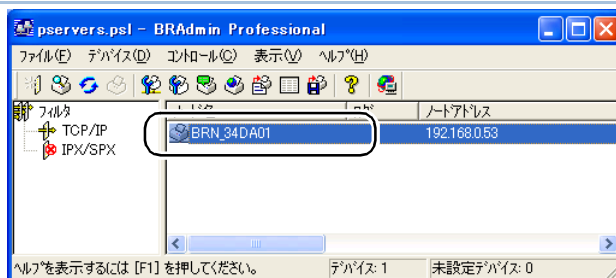 pservers.psl - BRAdmin Professional
ファイル(F) デバイス(D) コントロール(C) 表示(V) ヘルプ(H)
フィルタ ノードアドレス
TCP/IP BRN_34DA01 192.168.0.53
IPX/SPX
ヘルプを表示するには [F1] を押してください。 デバイス: 1 未設定デバイス: 0